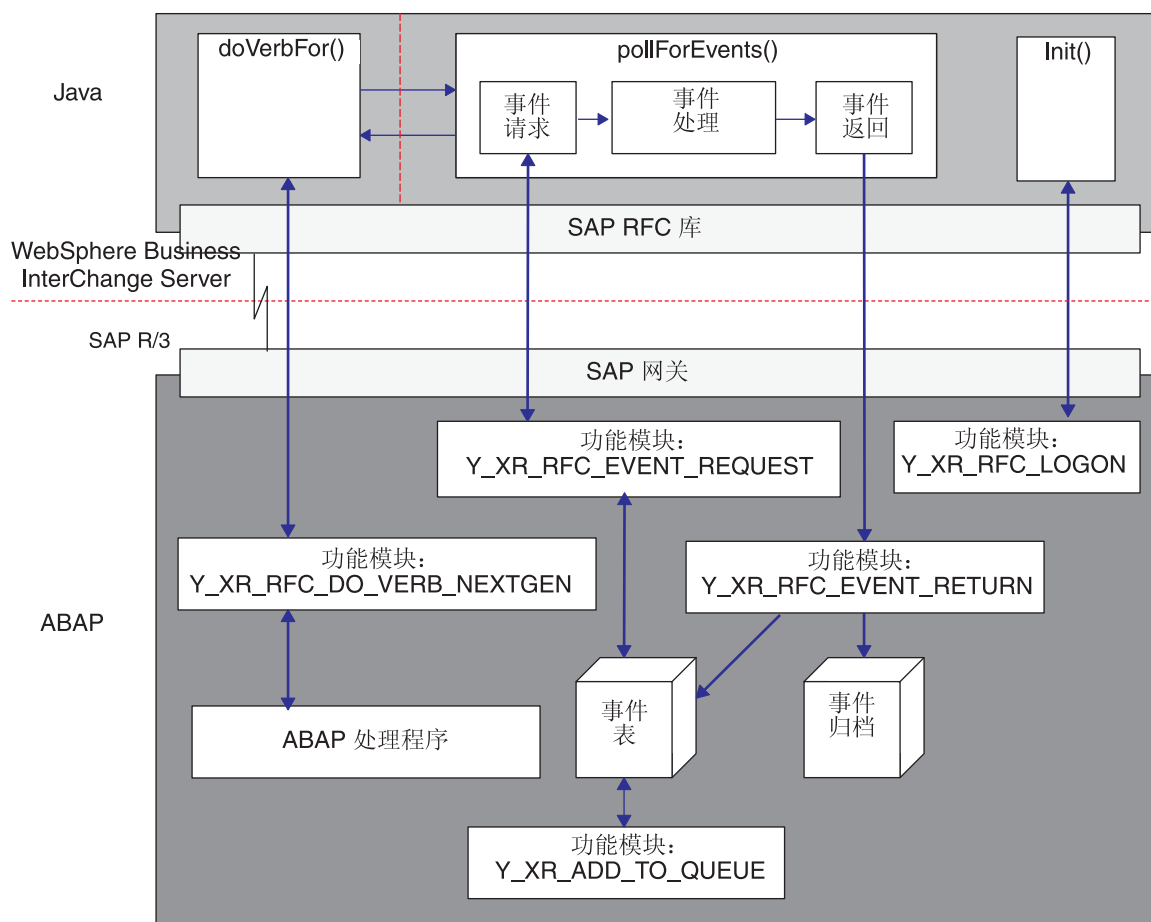 doVerbFor()
pollForEvents()
Init()
Java
事件
请求
事件
处理
事件
返回
SAP RFC 库
WebSphere Business
InterChange Server
SAP R/3
SAP 网关
功能模块:
Y_XR_RFC_EVENT_REQUEST
功能模块:
Y_XR_RFC_LOGON
功能模块:
Y_XR_RFC_DO_VERB_NEXTGEN
功能模块:
Y_XR_RFC_EVENT_RETURN
ABAP
事件
表
事件
归档
ABAP 处理程序
功能模块:
Y_XR_ADD_TO_QUEUE